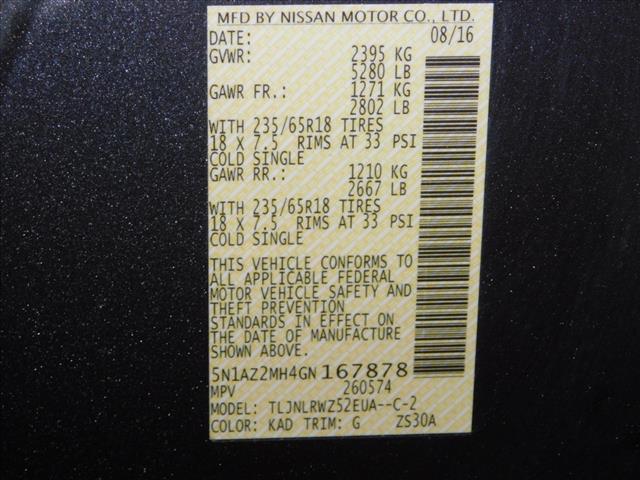 MFD BY NISSAN MOTOR CO., LTD.
DATE: 08/16
GVWR: 2395 KG
5280 LB
GAWR FR.: 1271 KG
2802 LB
WITH 235/65R18 TIRES
18 X 7.5 RIMS AT 33 PSI
COLD SINGLE
GAWR RR.: 1210 KG
2667 LB
WITH 235/65R18 TIRES
18 X 7.5 RIMS AT 33 PSI
COLD SINGLE
THIS VEHICLE CONFORMS TO
ALL APPLICABLE FEDERAL
MOTOR VEHICLE SAFETY AND
THEFT PREVENTION
STANDARDS IN EFFECT ON
THE DATE OF MANUFACTURE
SHOWN ABOVE.
5N1AZ2MH4GN167878
MPV 260574
MODEL: TLJNLRWZ52EUA--C-2
COLOR: KAD TRIM: G ZS30A